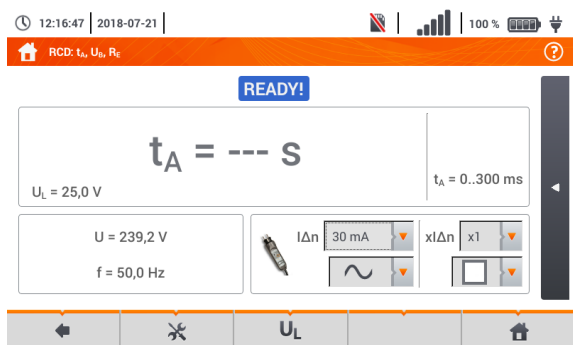 12:16:47 2018-07-21 100 %
RCD: tA, UB, RE ?
READY!
tA = --- s
UL = 25,0 V
tA = 0..300 ms
U = 239,2 V
f = 50,0 Hz
IΔn 30 mA xIΔn x1
UL